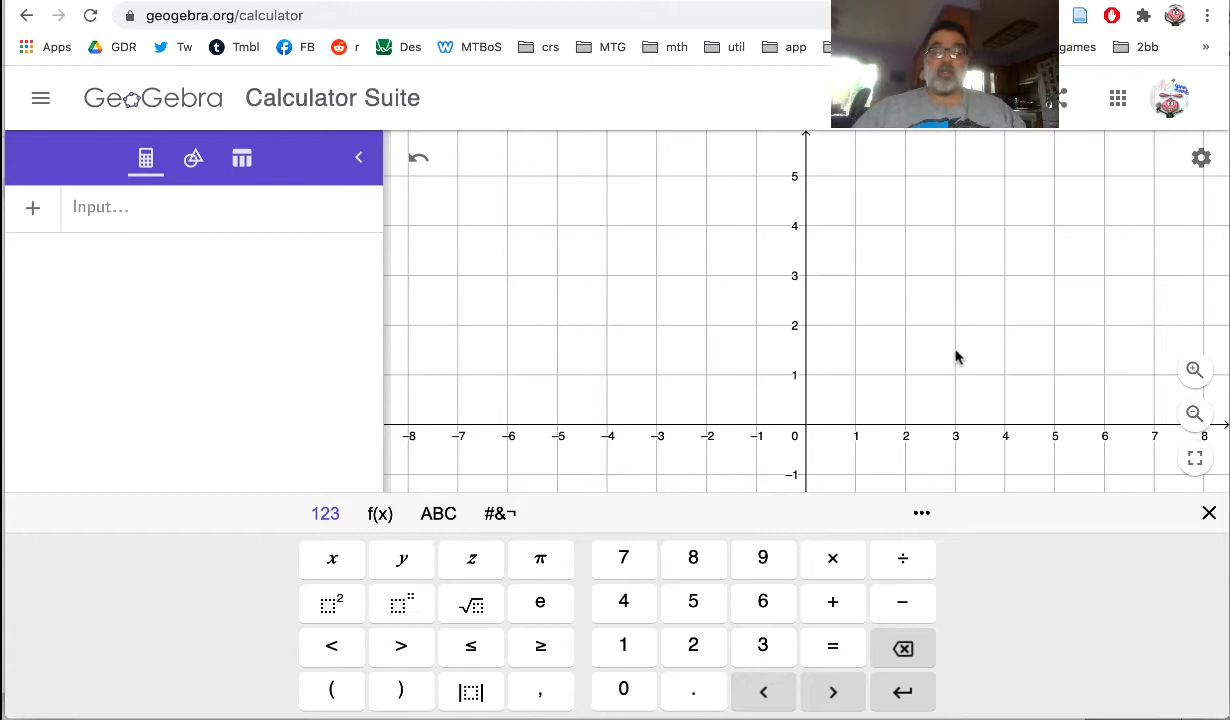 geogebra.org/calculator
Apps GDR Tw Tmbl FB r Des MTBoS crs MTG mth util app games 2bb »
GeoGebra Calculator Suite
5
+ Input...
4
3
2
1
–8 –7 –6 –5 –4 –3 –2 –1 0 1 2 3 4 5 6 7 8
–1
123 f(x) ABC #&¬ •••
x y z π 7 8 9 × ÷
2 √ e 4 5 6 + −
< > ≤ ≥ 1 2 3 =
( ) | | , 0 . < >